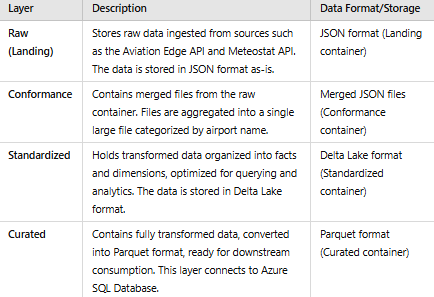 Layer Description Data Format/Storage
Raw Stores raw data ingested from sources such JSON format (Landing
(Landing) as the Aviation Edge API and Meteostat API. container)
The data is stored in JSON format as-is.
Conformance Contains merged files from the raw Merged JSON files
container. Files are aggregated into a single (Conformance
large file categorized by airport name. container)
Standardized Holds transformed data organized into facts Delta Lake format
and dimensions, optimized for querying and (Standardized
analytics. The data is stored in Delta Lake container)
format.
Curated Contains fully transformed data, converted Parquet format
into Parquet format, ready for downstream (Curated container)
consumption. This layer connects to Azure
SQL Database.